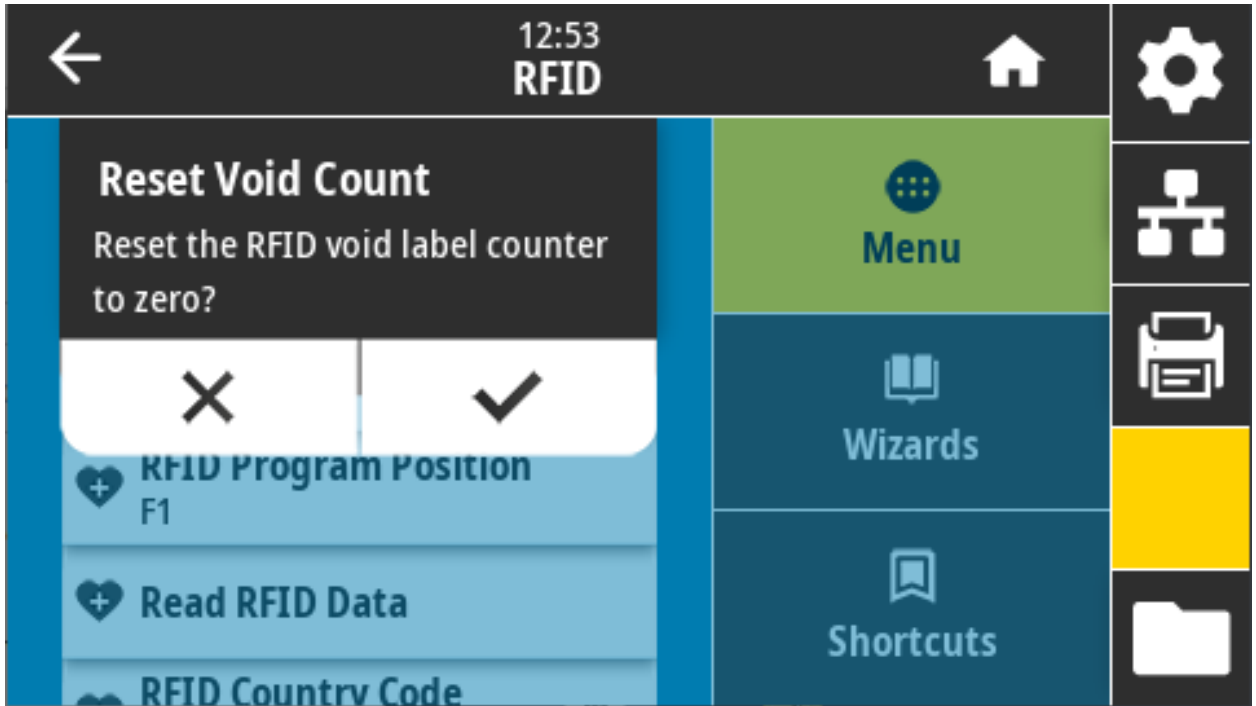 12:53
RFID
Reset Void Count
Reset the RFID void label counter
to zero?
RFID Program Position
F1
Read RFID Data
RFID Country Code
Menu
Wizards
Shortcuts